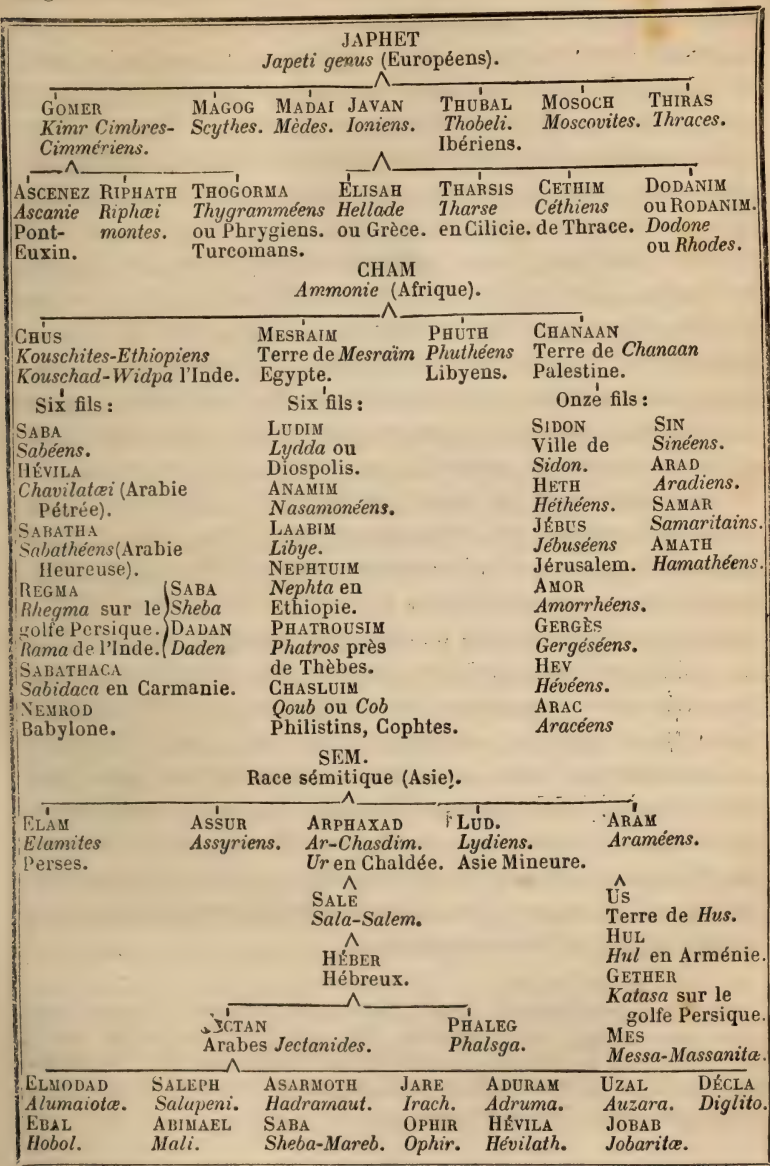 JAPHET
Japeti genus (Européens).
GOMER MAGOG MADAI JAVAN THUBAL MOSOCH THIRAS
Kimr Cimbres- Scythes. Mèdes. Ioniens. Thobeli. Moscovites. Thraces.
Cimmériens. Ibériens.
ASCENEZ RIPHATH THOGORMA ÉLISAH THARSIS CETHIM DODANIM
Ascanie Riphæi Thygramméens Hellade Tharse Céthiens ou RODANIM.
Pont- montes. ou Phrygiens. ou Grèce. en Cilicie. de Thrace. Dodone
Euxin. Turcomans. ou Rhodes.
CHAM
Ammonie (Afrique).
CHUS MESRAIM PHUTH CHANAAN
Kouschites-Ethiopiens Terre de Mesraïm Phuthéens Terre de Chanaan
Kouschad-Widpa l'Inde. Egypte. Libyens. Palestine.
Six fils : Six fils : Onze fils :
SABA LUDIM SIDON SIN
Sabéens. Lydda ou Ville de Sinéens.
HÉVILA Diospolis. Sidon. ARAD
Chavilatæi (Arabie ANAMIM HETH Aradiens.
Pétrée). Nasamonéens. Héthéens. SAMAR
SABATHA LAABIM JÉBUS Samaritains.
Sabathéens (Arabie Libye. Jébuséens AMATH
Heureuse). NEPHTUIM Jérusalem. Hamathéens.
REGMA SABA Nephta en AMOR
Rhegma sur le Sheba Ethiopie. Amorrhéens.
golfe Persique. DADAN PHATROUSIM GERGÈS
Rama de l'Inde. Daden Phatros près Gergéséens.
SABATHACA de Thèbes. HEV
Sabidaca en Carmanie. CHASLUIM Hévéens.
NEMROD Qoub ou Cob ARAC
Babylone. Philistins, Cophtes. Aracéens
SEM.
Race sémitique (Asie).
ELAM ASSUR ARPHAXAD LUD. ARAM
Elamites Assyriens. Ar-Chasdim. Lydiens. Araméens.
Perses. Ur en Chaldée. Asie Mineure.
SALE US
Sala-Salem. Terre de Hus.
HUL
HÉBER Hul en Arménie.
Hébreux. GETHER
Katasa sur le
golfe Persique.
JECTAN PHALEG MES
Arabes Jectanides. Phalsga. Messa-Massanitæ.
ELMODAD SALEPH ASARMOTH JARE ADURAM UZAL DÉCLA
Alumaiotæ. Salupeni. Hadramaut. Irach. Adruma. Auzara. Diglito.
EBAL ABIMAEL SABA OPHIR HÉVILA JOBAB
Hobol. Mali. Sheba-Mareb. Ophir. Hévilath. Jobaritæ.